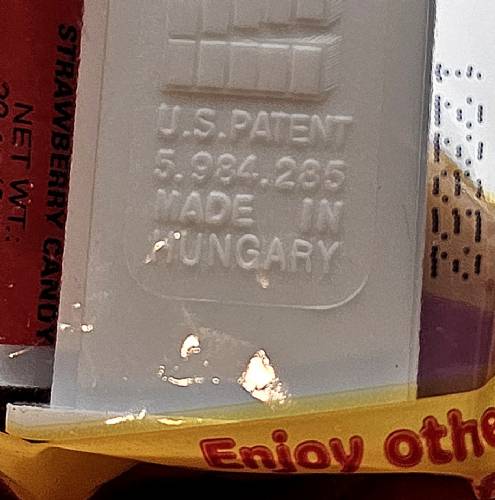 STRAWBERRY CANDY
NET WT.:
U.S.PATENT
5.984.285
MADE IN
HUNGARY
Enjoy othe